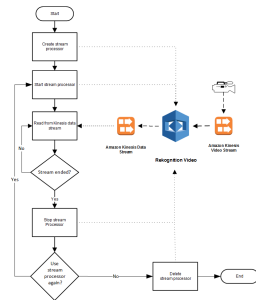 Start
Create stream
processor
Start stream processor
Read from Kinesis data
stream
No
Amazon Kinesis Data
Stream
Rekognition Video
Amazon Kinesis
Video Stream
Yes
Stream ended?
Yes
Stop stream
Processor
Use
stream
processor
again?
No
Delete
stream processor
End